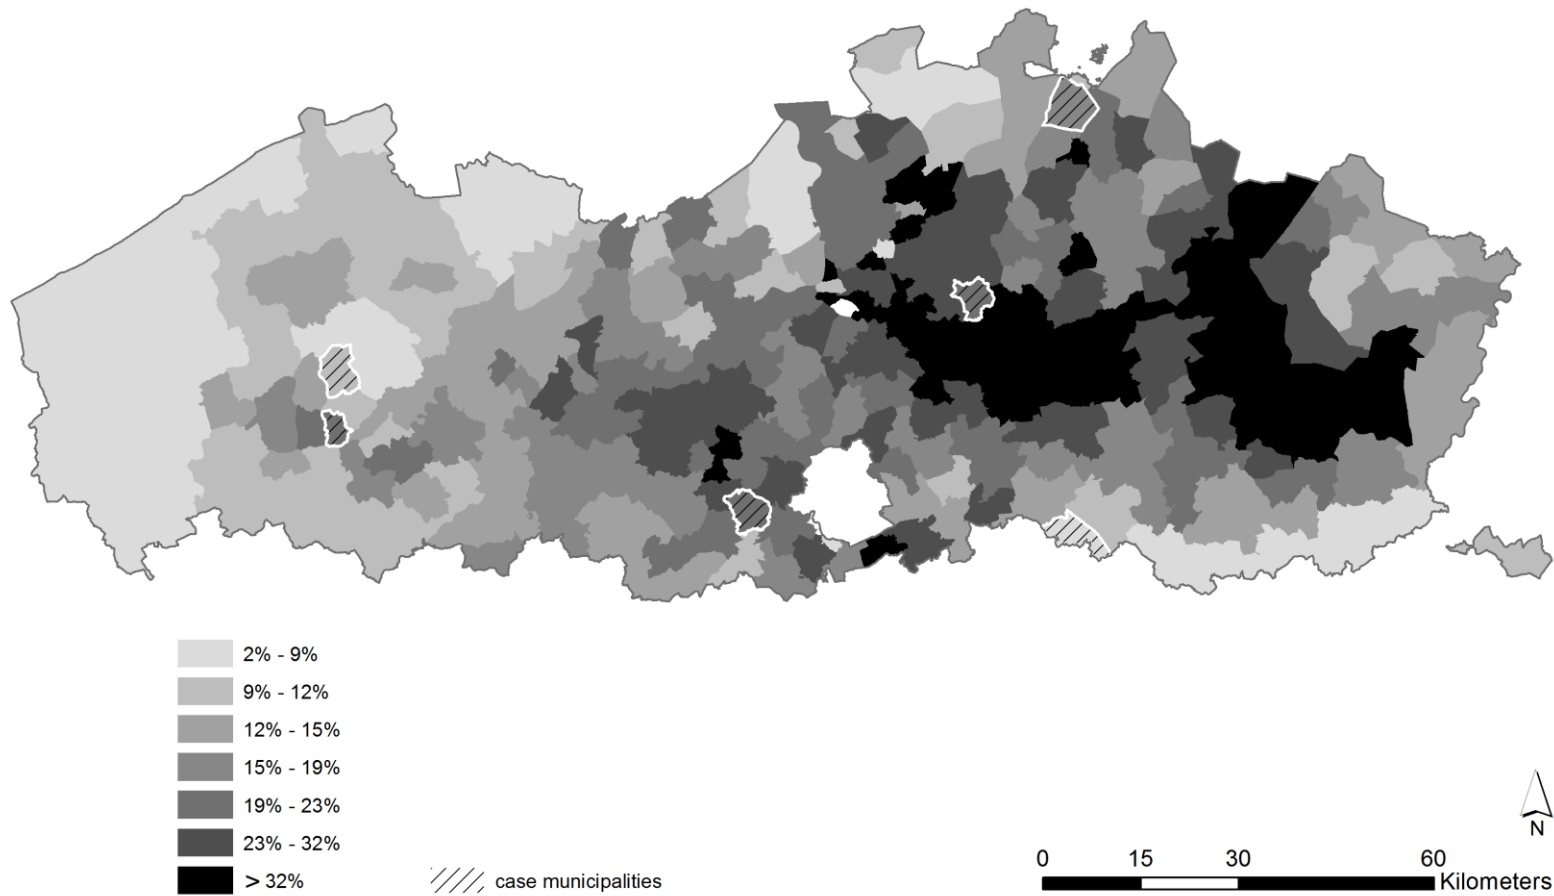 2% - 9%
9% - 12%
12% - 15%
15% - 19%
19% - 23%
23% - 32%
> 32%
case municipalities
N
0 15 30 60
Kilometers